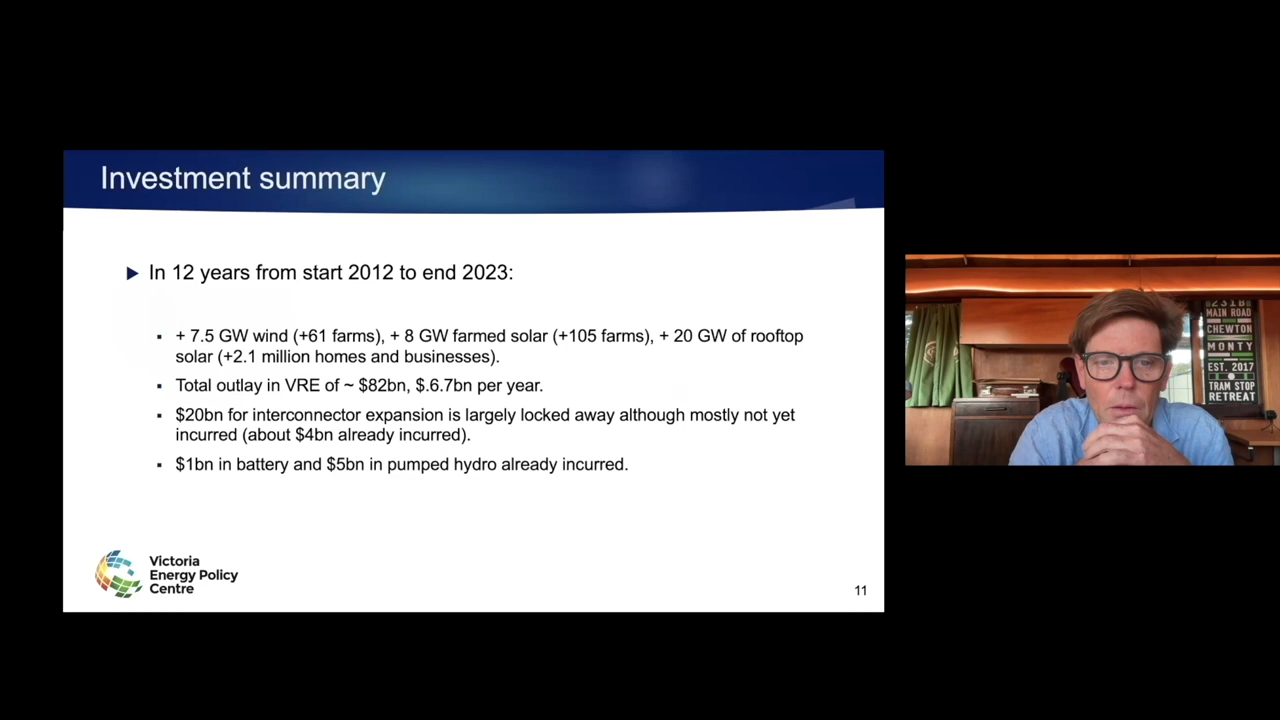 Investment summary
In 12 years from start 2012 to end 2023:
+ 7.5 GW wind (+61 farms), + 8 GW farmed solar (+105 farms), + 20 GW of rooftop
solar (+2.1 million homes and businesses).
Total outlay in VRE of ~ $82bn, $.6.7bn per year.
$20bn for interconnector expansion is largely locked away although mostly not yet
incurred (about $4bn already incurred).
$1bn in battery and $5bn in pumped hydro already incurred.
Victoria
Energy Policy
Centre
11
231B
MAIN ROAD
CHEWTON
MONTY
EST. 2017
TRAM STOP
RETREAT